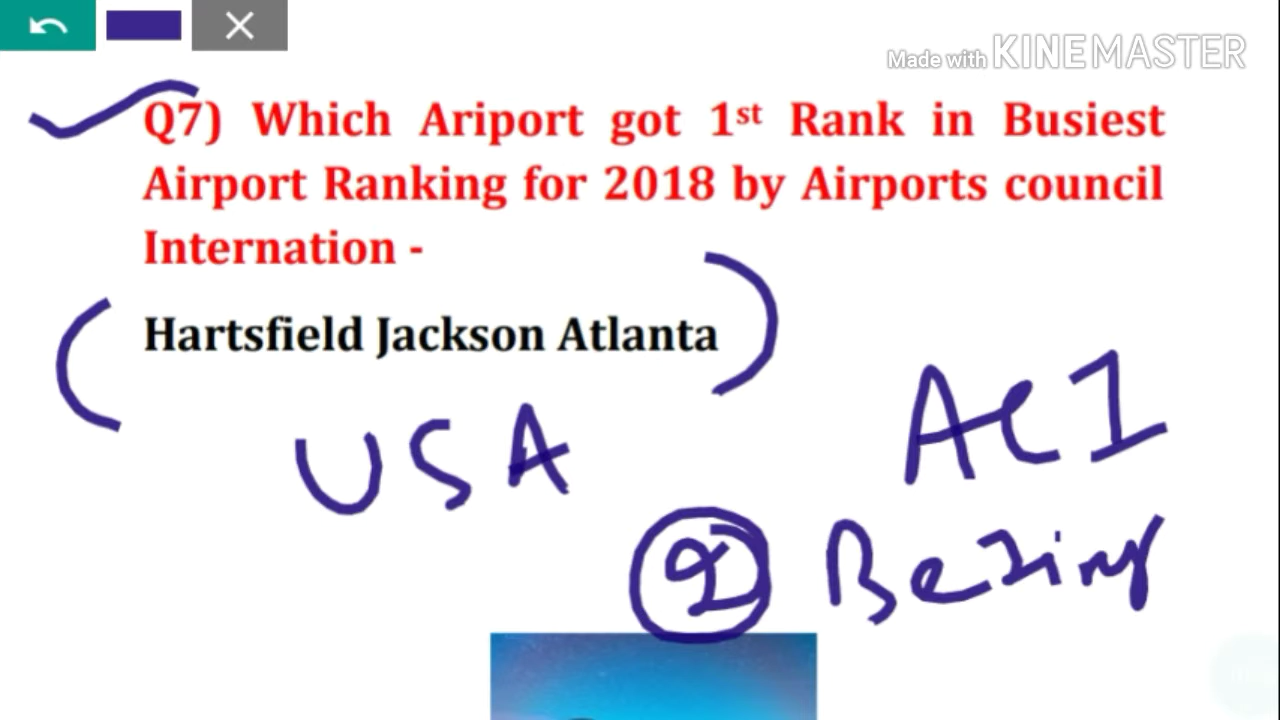 Made with KINEMASTER
Q7) Which Ariport got 1st Rank in Busiest
Airport Ranking for 2018 by Airports council
Internation -
Hartsfield Jackson Atlanta
USA
ACI
② Bejing